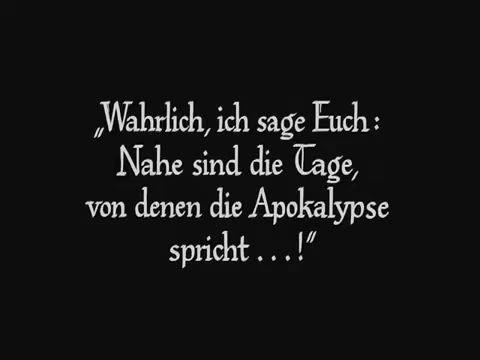 „Wahrlich, ich sage Euch:
Nahe sind die Tage,
von denen die Apokalypse
spricht ...!“